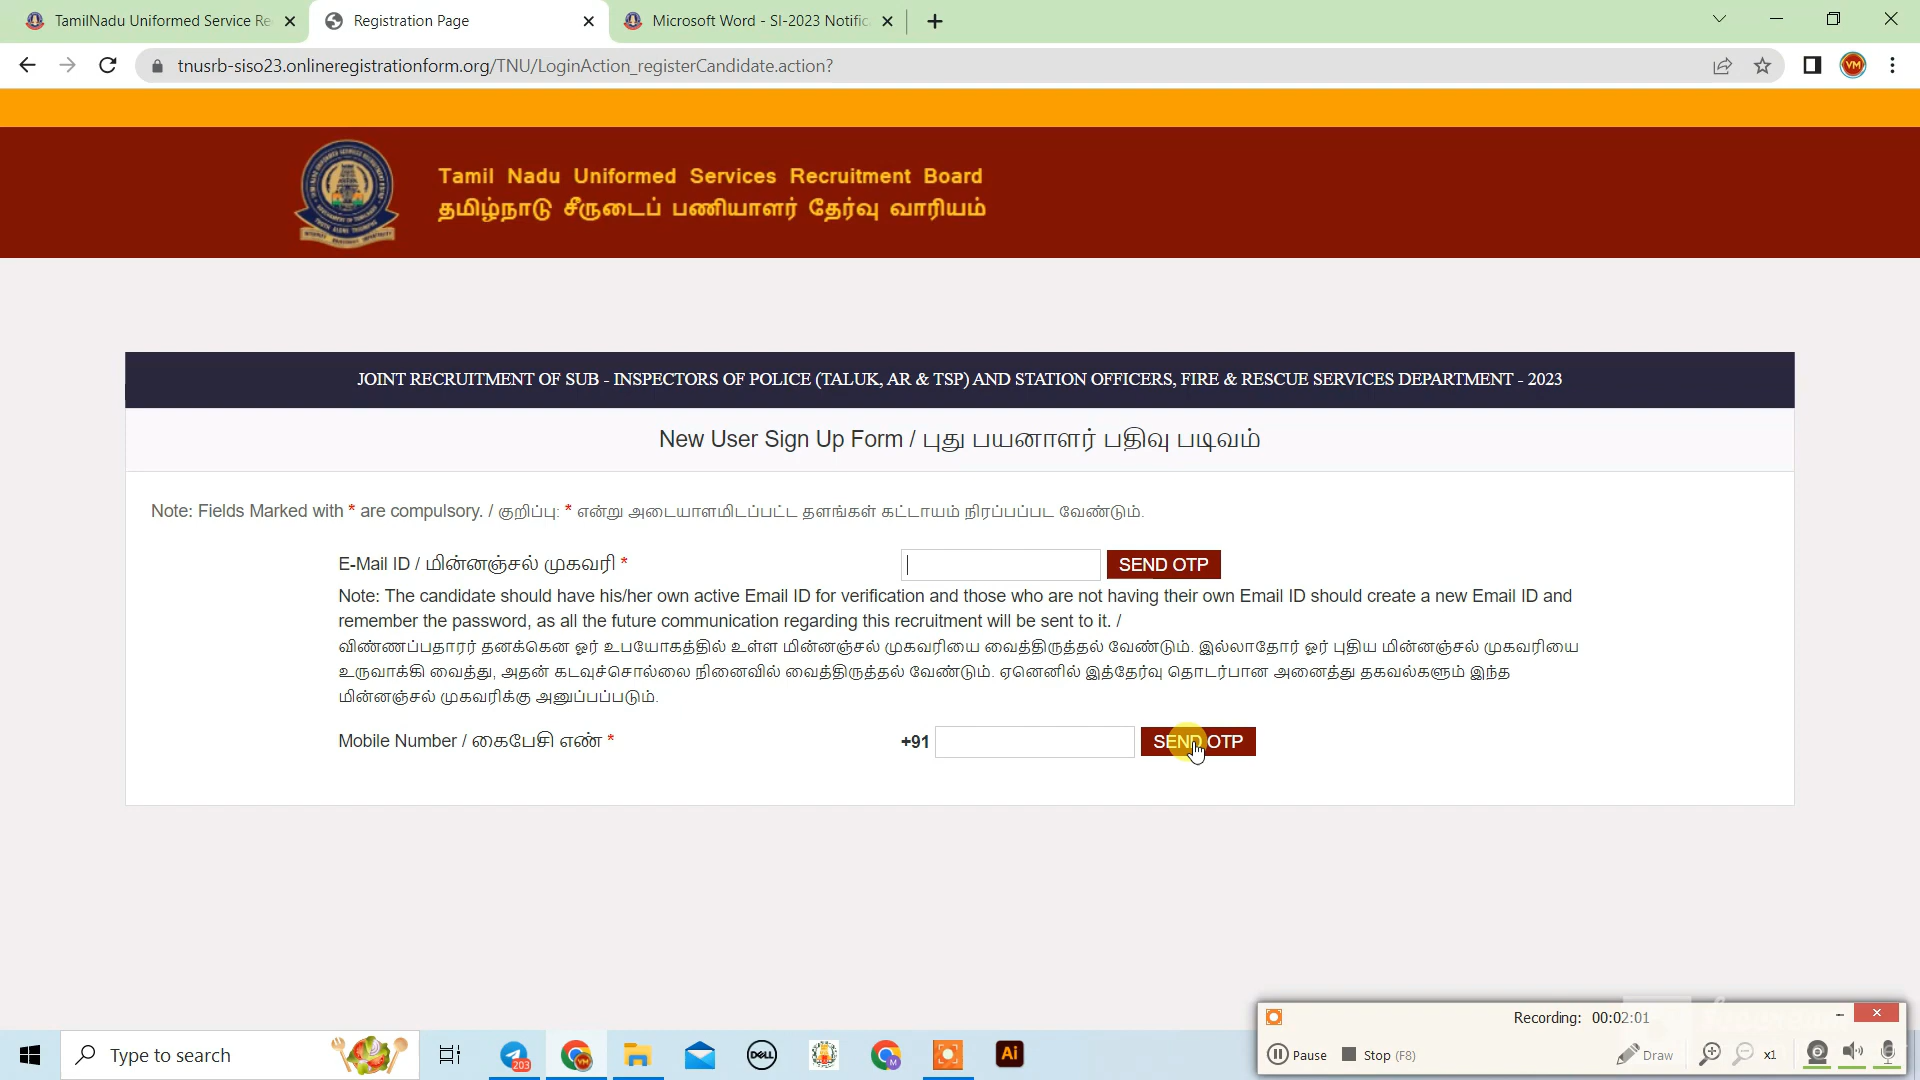 TamilNadu Uniformed Service Re
Registration Page
Microsoft Word - SI-2023 Notific
tnusrb-siso23.onlineregistrationform.org/TNU/LoginAction_registerCandidate.action?
VM
Tamil Nadu Uniformed Services Recruitment Board
தமிழ்நாடு சீருடைப் பணியாளர் தேர்வு வாரியம்
JOINT RECRUITMENT OF SUB - INSPECTORS OF POLICE (TALUK, AR & TSP) AND STATION OFFICERS, FIRE & RESCUE SERVICES DEPARTMENT - 2023
New User Sign Up Form / புது பயனாளர் பதிவு படிவம்
Note: Fields Marked with * are compulsory. / குறிப்பு: * என்று அடையாளமிடப்பட்ட தளங்கள் கட்டாயம் நிரப்பப்பட வேண்டும்.
E-Mail ID / மின்னஞ்சல் முகவரி *
SEND OTP
Note: The candidate should have his/her own active Email ID for verification and those who are not having their own Email ID should create a new Email ID and
remember the password, as all the future communication regarding this recruitment will be sent to it. /
விண்ணப்பதாரர் தனக்கென ஓர் உபயோகத்தில் உள்ள மின்னஞ்சல் முகவரியை வைத்திருத்தல் வேண்டும். இல்லாதோர் ஓர் புதிய மின்னஞ்சல் முகவரியை
உருவாக்கி வைத்து, அதன் கடவுச்சொல்லை நினைவில் வைத்திருத்தல் வேண்டும். ஏனெனில் இத்தேர்வு தொடர்பான அனைத்து தகவல்களும் இந்த
மின்னஞ்சல் முகவரிக்கு அனுப்பப்படும்.
Mobile Number / கைபேசி எண் *
+91
SEND OTP
Recording: 00:02:01
Pause
Stop (F8)
Draw
x1
Type to search
203
VM
DELL
M
Ai